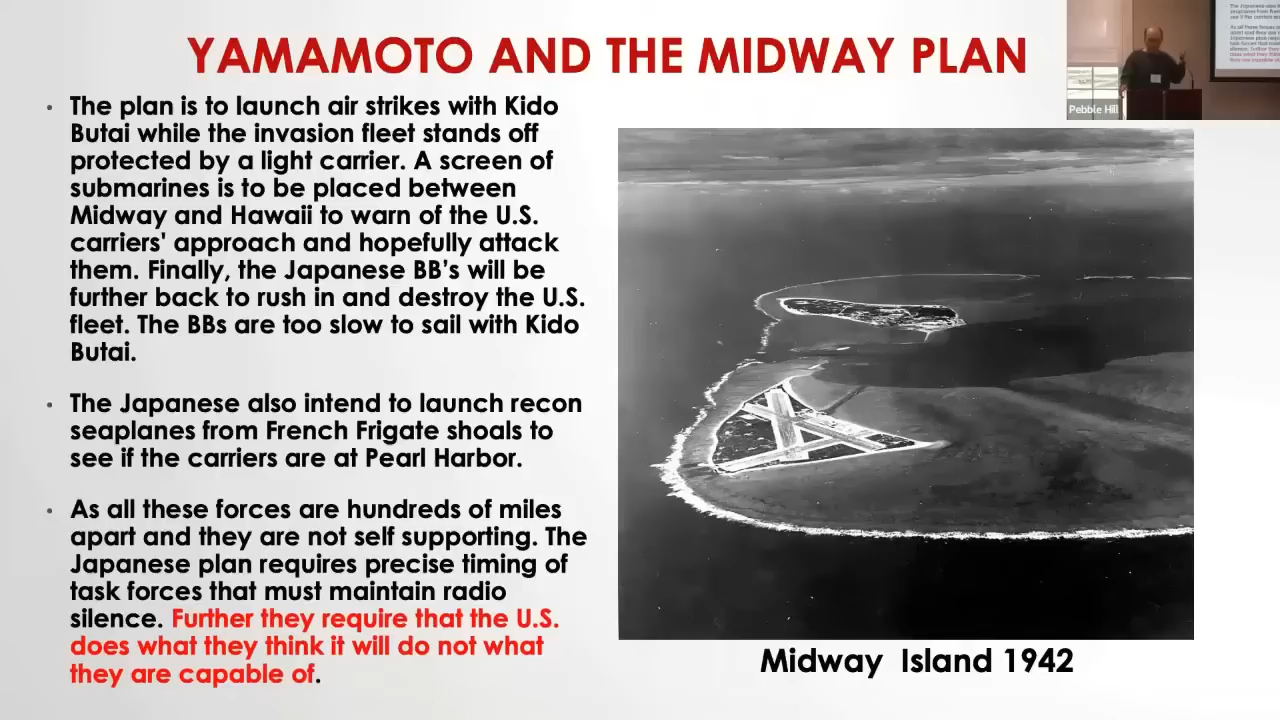 YAMAMOTO AND THE MIDWAY PLAN
• The plan is to launch air strikes with Kido
Butai while the invasion fleet stands off
protected by a light carrier. A screen of
submarines is to be placed between
Midway and Hawaii to warn of the U.S.
carriers' approach and hopefully attack
them. Finally, the Japanese BB’s will be
further back to rush in and destroy the U.S.
fleet. The BBs are too slow to sail with Kido
Butai.
• The Japanese also intend to launch recon
seaplanes from French Frigate shoals to
see if the carriers are at Pearl Harbor.
• As all these forces are hundreds of miles
apart and they are not self supporting. The
Japanese plan requires precise timing of
task forces that must maintain radio
silence. Further they require that the U.S.
does what they think it will do not what
they are capable of.
Midway Island 1942
Pebble Hill